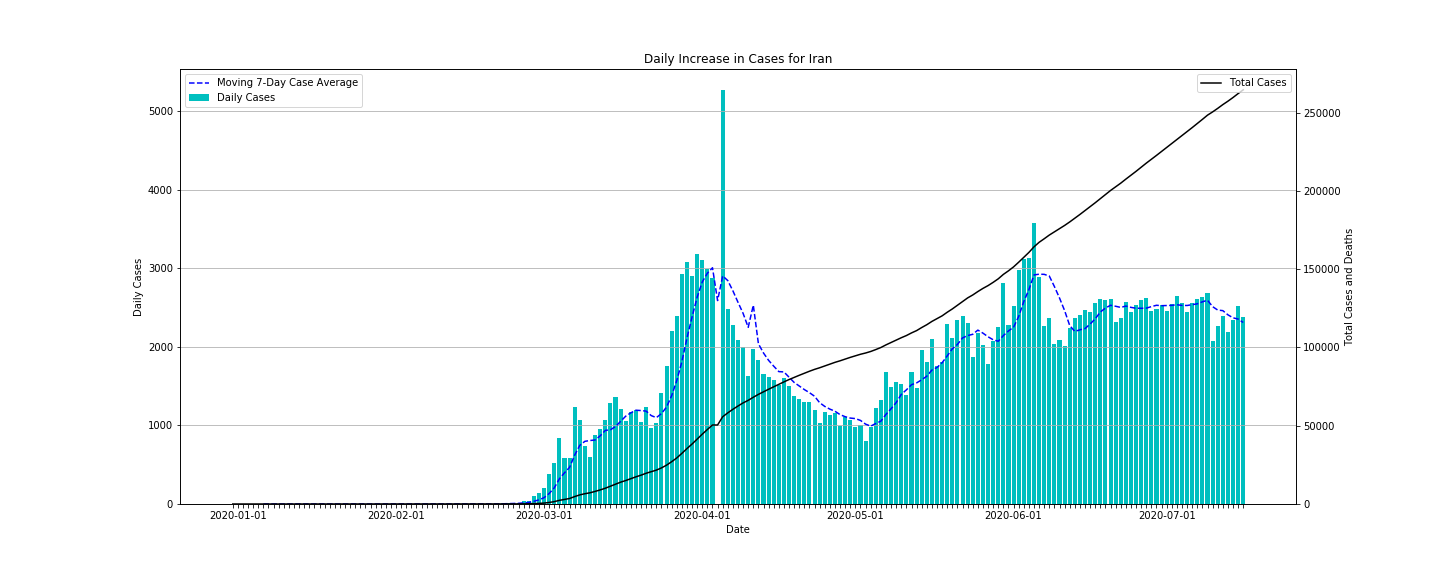 Daily Increase in Cases for Iran
Moving 7-Day Case Average
Daily Cases
Total Cases
5000
4000
3000
2000
1000
0
Daily Cases
250000
200000
150000
100000
50000
0
Total Cases and Deaths
2020-01-01 2020-02-01 2020-03-01 2020-04-01 2020-05-01 2020-06-01 2020-07-01
Date